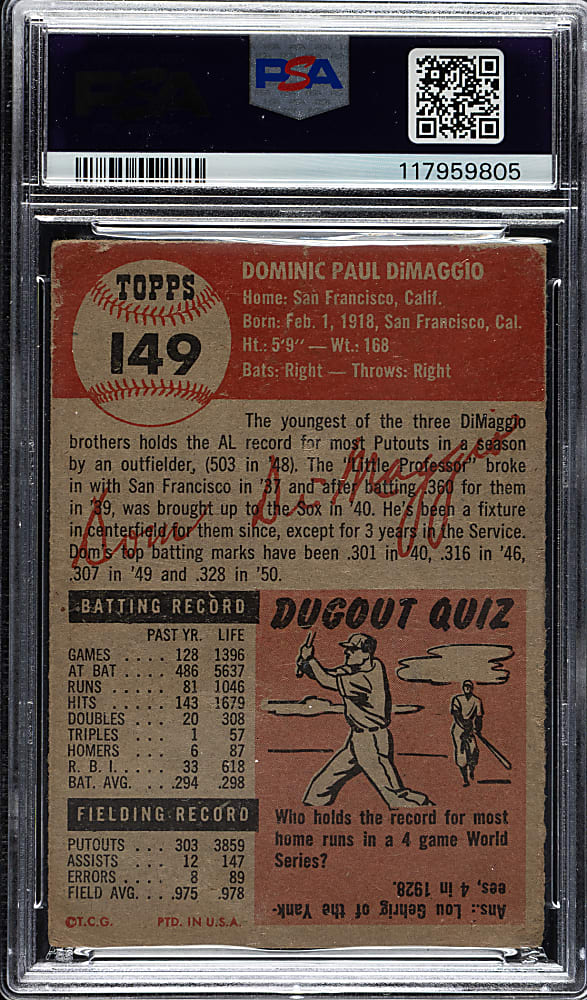 PSA
PSA
117959805
TOPPS
149
DOMINIC PAUL DiMAGGIO
Home: San Francisco, Calif.
Born: Feb. 1, 1918, San Francisco, Cal.
Ht.: 5'9" — Wt.: 168
Bats: Right — Throws: Right
The youngest of the three DiMaggio
brothers holds the AL record for most Putouts in a season
by an outfielder, (503 in '48). The "Little Professor" broke
in with San Francisco in '37 and after batting .360 for them
in '39, was brought up to the Sox in '40. He's been a fixture
in centerfield for them since, except for 3 years in the Service.
Dom's top batting marks have been .301 in '40, .316 in '46,
.307 in '49 and .328 in '50.
Dom DiMaggio
BATTING RECORD
PAST YR. LIFE
GAMES .... 128 1396
AT BAT .... 486 5637
RUNS ..... 81 1046
HITS ..... 143 1679
DOUBLES .. 20 308
TRIPLES ... 1 57
HOMERS ... 6 87
R. B. I. .... 33 618
BAT. AVG. ... .294 .298
FIELDING RECORD
PUTOUTS ... 303 3859
ASSISTS .... 12 147
ERRORS .... 8 89
FIELD AVG. ... .975 .978
©T.C.G. PTD. IN U.S.A.
DUGOUT QUIZ
Who holds the record for most
home runs in a 4 game World
Series?
Ans.: Lou Gehrig of the Yank-
ees, 4 in 1928.